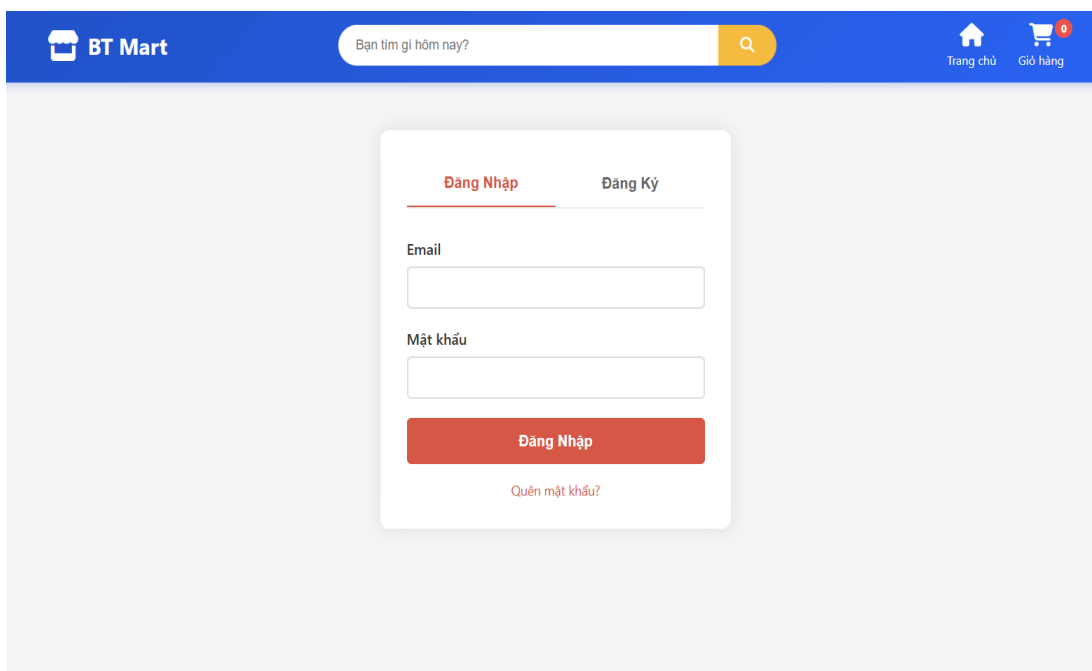 BT Mart
Bạn tìm gì hôm nay?
Trang chủ
0
Giỏ hàng
Đăng Nhập
Đăng Ký
Email
Mật khẩu
Đăng Nhập
Quên mật khẩu?